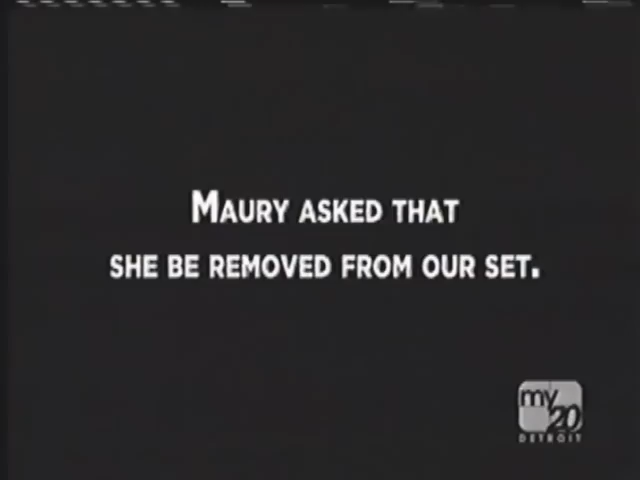 MAURY ASKED THAT
SHE BE REMOVED FROM OUR SET.
my
20
DETROIT